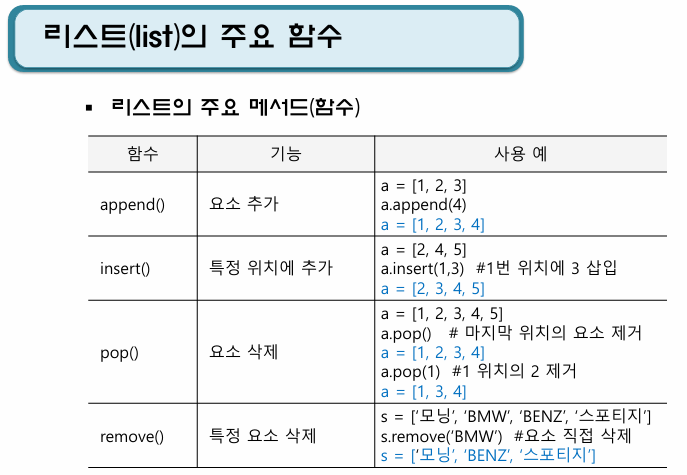 리스트(list)의 주요 함수
▪ 리스트의 주요 메서드(함수)
함수 기능 사용 예
append() 요소 추가
a = [1, 2, 3]
a.append(4)
a = [1, 2, 3, 4]
insert() 특정 위치에 추가
a = [2, 4, 5]
a.insert(1,3) #1번 위치에 3 삽입
a = [2, 3, 4, 5]
pop() 요소 삭제
a = [1, 2, 3, 4, 5]
a.pop() # 마지막 위치의 요소 제거
a = [1, 2, 3, 4]
a.pop(1) #1 위치의 2 제거
a = [1, 3, 4]
remove() 특정 요소 삭제
s = [‘모닝’, ‘BMW’, ‘BENZ’, ‘스포티지’]
s.remove(‘BMW’) #요소 직접 삭제
s = [‘모닝’, ‘BENZ’, ‘스포티지’]